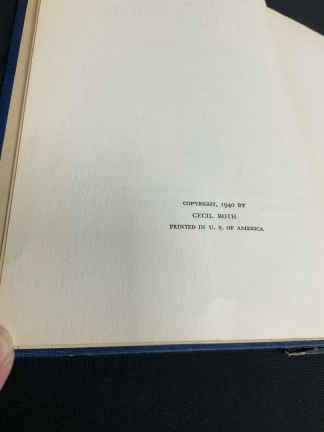 COPYRIGHT, 1940 BY
CECIL ROTH
PRINTED IN U. S. OF AMERICA